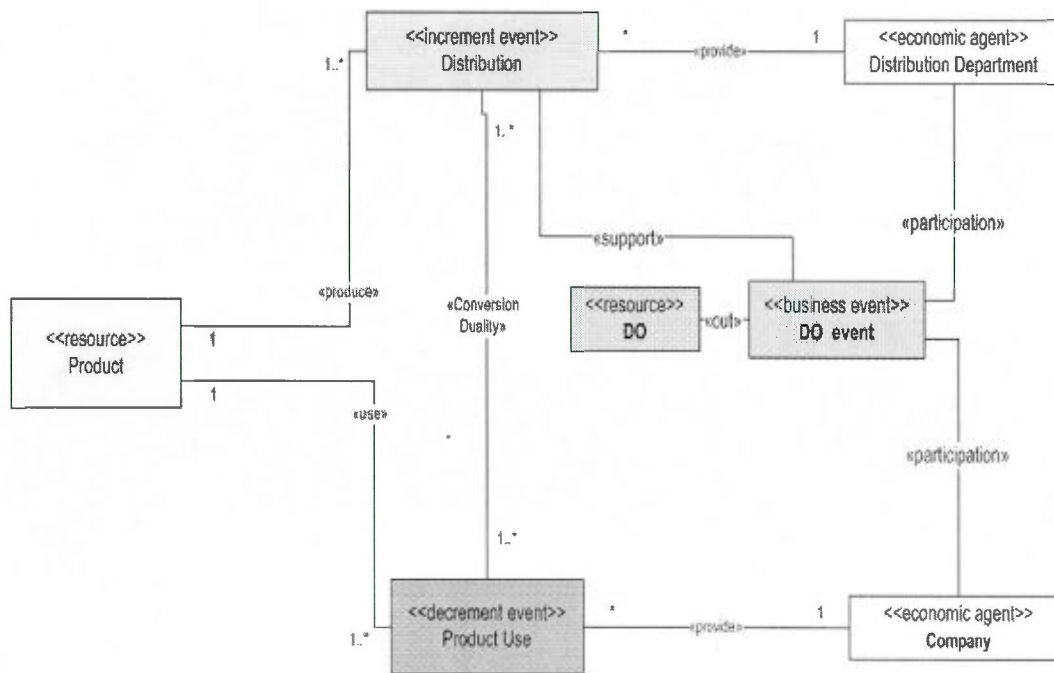 <<increment event>>
Distribution
*
«provide»
1
<<economic agent>>
Distribution Department
1..*
1..*
«participation»
«support»
«produce»
«Conversion
Duality»
<<resource>>
DO
«out»
<<business event>>
DO event
<<resource>>
Product
1
1
«use»
*
«participation»
1..*
<<decrement event>>
Product Use
1..*
*
«provide»
1
<<economic agent>>
Company